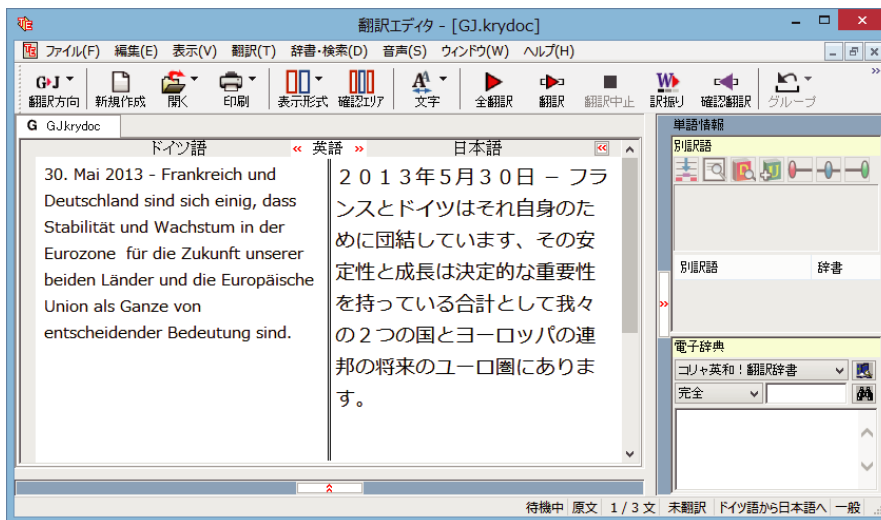 翻訳エディタ - [GJ.krydoc]
ファイル(F) 編集(E) 表示(V) 翻訳(T) 辞書・検索(D) 音声(S) ウィンドウ(W) ヘルプ(H)
G›J
翻訳方向 新規作成 開く 印刷 表示形式 確認エリア 文字 全翻訳 翻訳 翻訳中止 訳振り 確認翻訳 グループ
G GJ.krydoc
ドイツ語 « 英語 » 日本語 «
30. Mai 2013 - Frankreich und
Deutschland sind sich einig, dass
Stabilität und Wachstum in der
Eurozone für die Zukunft unserer
beiden Länder und die Europäische
Union als Ganze von
entscheidender Bedeutung sind.
2013年5月30日 – フラ
ンスとドイツはそれ自身のた
めに団結しています、その安
定性と成長は決定的な重要性
を持っている合計として我々
の2つの国とヨーロッパの連
邦の将来のユーロ圏にありま
す。
単語情報
別訳語
別訳語 辞書
電子辞典
コリャ英和！翻訳辞書
完全
待機中 原文 1 / 3 文 未翻訳 ドイツ語から日本語へ 一般